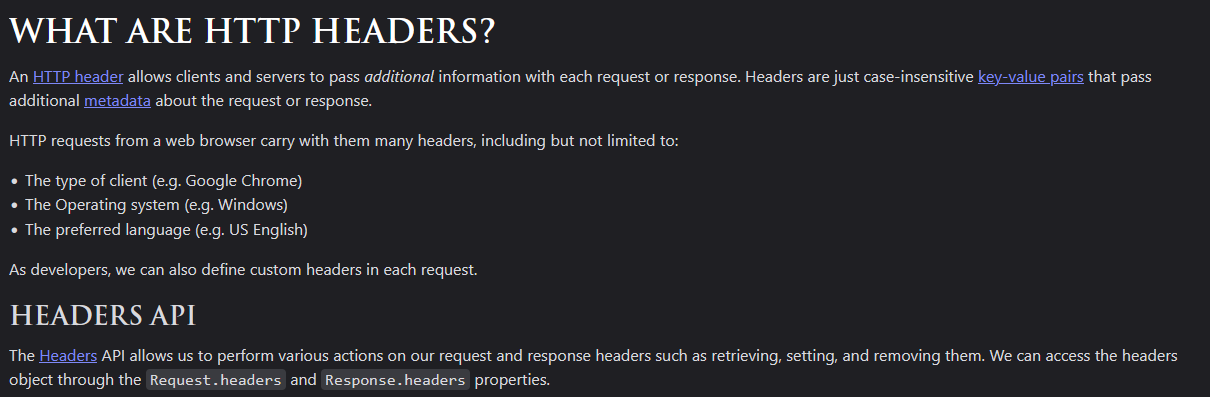 WHAT ARE HTTP HEADERS?
An HTTP header allows clients and servers to pass additional information with each request or response. Headers are just case-insensitive key-value pairs that pass
additional metadata about the request or response.
HTTP requests from a web browser carry with them many headers, including but not limited to:
• The type of client (e.g. Google Chrome)
• The Operating system (e.g. Windows)
• The preferred language (e.g. US English)
As developers, we can also define custom headers in each request.
HEADERS API
The Headers API allows us to perform various actions on our request and response headers such as retrieving, setting, and removing them. We can access the headers
object through the Request.headers and Response.headers properties.